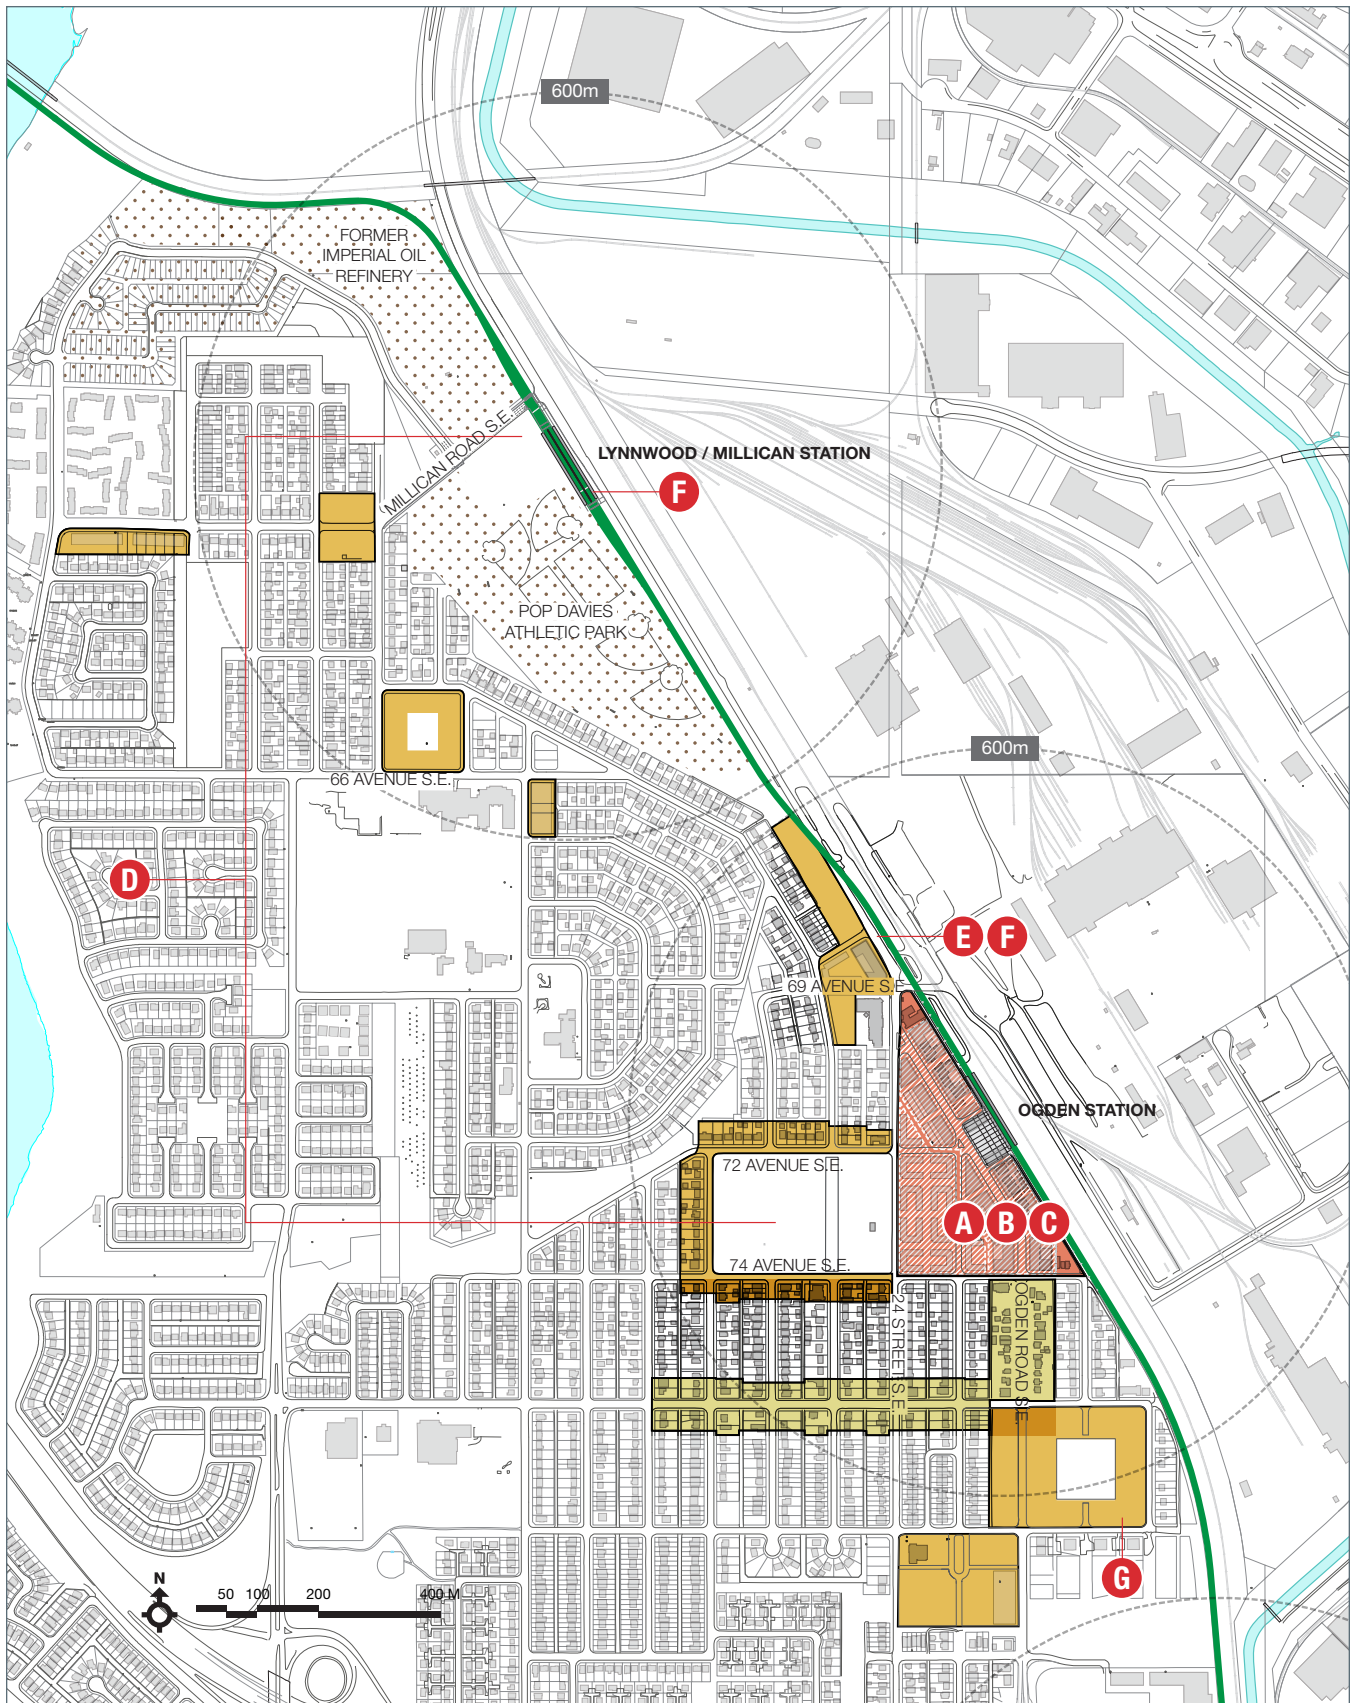 600m
FORMER
IMPERIAL OIL
REFINERY
MILLICAN ROAD S.E.
LYNNWOOD / MILLICAN STATION
F
POP DAVIES
ATHLETIC PARK
600m
66 AVENUE S.E.
D
E F
69 AVENUE S.E
OGDEN STATION
72 AVENUE S.E.
A B C
74 AVENUE S.E.
24 STREET S.E.
OGDEN ROAD S.E.
G
N
50 100 200 400 M